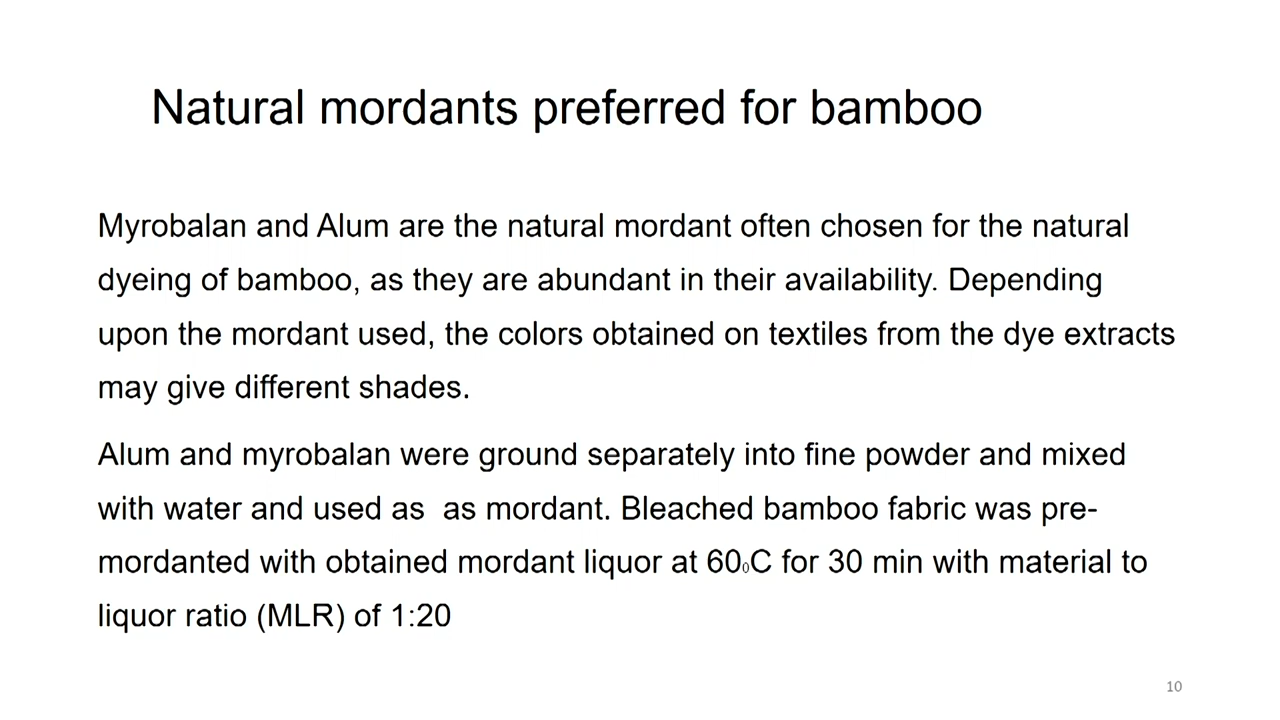 Natural mordants preferred for bamboo
Myrobalan and Alum are the natural mordant often chosen for the natural
dyeing of bamboo, as they are abundant in their availability. Depending
upon the mordant used, the colors obtained on textiles from the dye extracts
may give different shades.
Alum and myrobalan were ground separately into fine powder and mixed
with water and used as  as mordant. Bleached bamboo fabric was pre-
mordanted with obtained mordant liquor at 60₀C for 30 min with material to
liquor ratio (MLR) of 1:20
10